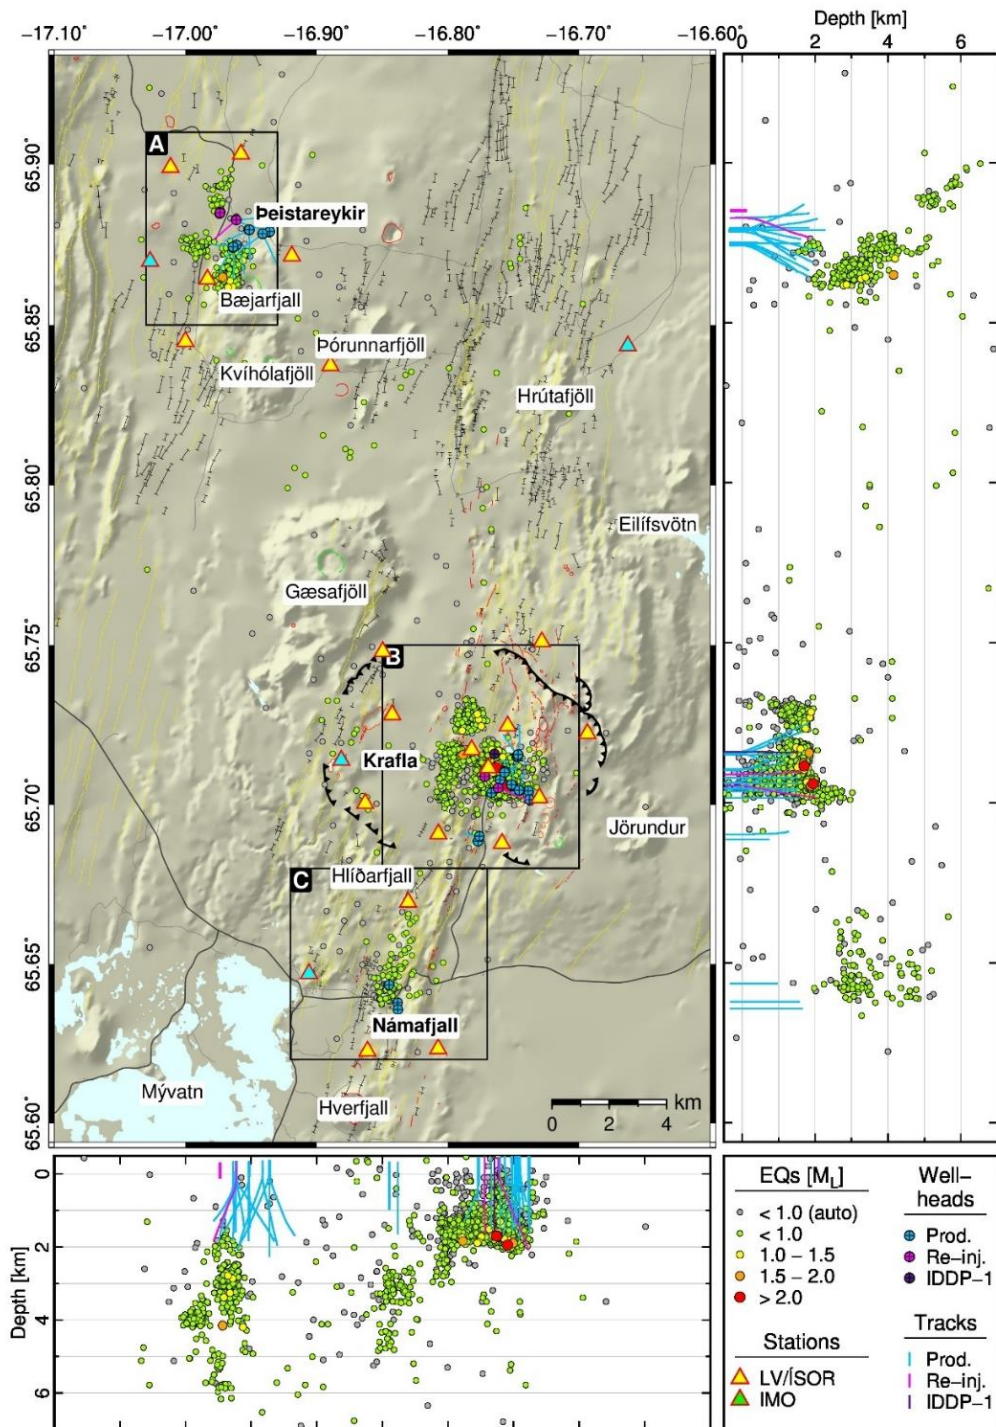 Depth [km]
−17.10° −17.00° −16.90° −16.80° −16.70° −16.60°
0 2 4 6
65.90°
A
Þeistareykir
Bæjarfjall
65.85°
Þórunnarfjöll
Kvíhólafjöll
Hrútafjöll
65.80°
Eilífsvötn
Gæsafjöll
65.75°
B
Krafla
65.70°
Jörundur
Hlíðarfjall
C
65.65°
Námafjall
Mývatn
Hverfjall
km
0 2 4
65.60°
Depth [km]
0
2
4
6
EQs [ML]
< 1.0 (auto)
< 1.0
1.0 − 1.5
1.5 − 2.0
> 2.0
Stations
LV/ÍSOR
IMO
Well−
heads
Prod.
Re−inj.
IDDP−1
Tracks
Prod.
Re−inj.
IDDP−1